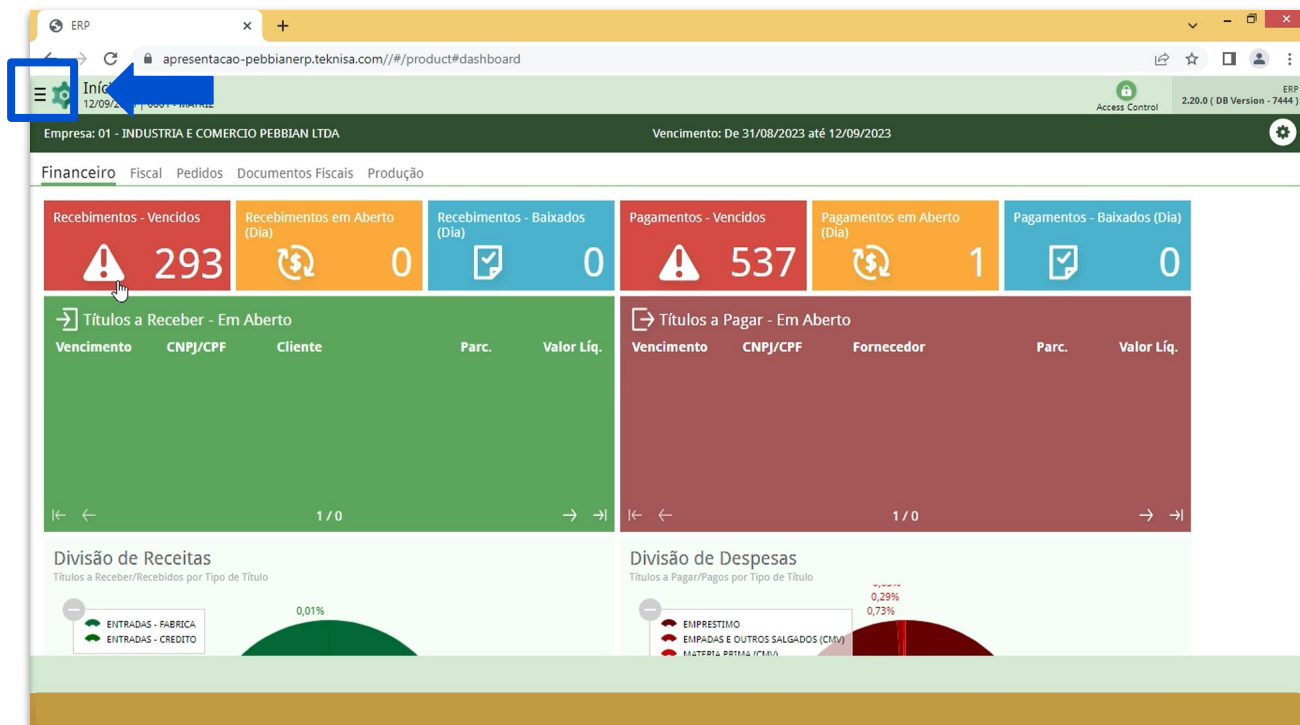 ERP
apresentacao-pebbianerp.teknisa.com//#/product#dashboard
Access Control
ERP
2.20.0 ( DB Version - 7444 )
Empresa: 01 - INDUSTRIA E COMERCIO PEBBIAN LTDA
Vencimento: De 31/08/2023 até 12/09/2023
Financeiro Fiscal Pedidos Documentos Fiscais Produção
Recebimentos - Vencidos
293
Recebimentos em Aberto
(Dia)
0
Recebimentos - Baixados
(Dia)
0
Pagamentos - Vencidos
537
Pagamentos em Aberto
(Dia)
1
Pagamentos - Baixados (Dia)
0
Títulos a Receber - Em Aberto
Vencimento CNPJ/CPF Cliente Parc. Valor Líq.
1 / 0
Títulos a Pagar - Em Aberto
Vencimento CNPJ/CPF Fornecedor Parc. Valor Líq.
1 / 0
Divisão de Receitas
Títulos a Receber/Recebidos por Tipo de Título
ENTRADAS - FABRICA
ENTRADAS - CREDITO
0,01%
Divisão de Despesas
Títulos a Pagar/Pagos por Tipo de Título
EMPRESTIMO
EMPADAS E OUTROS SALGADOS (CMV)
MATERIA PRIMA (CMV)
0,29%
0,73%